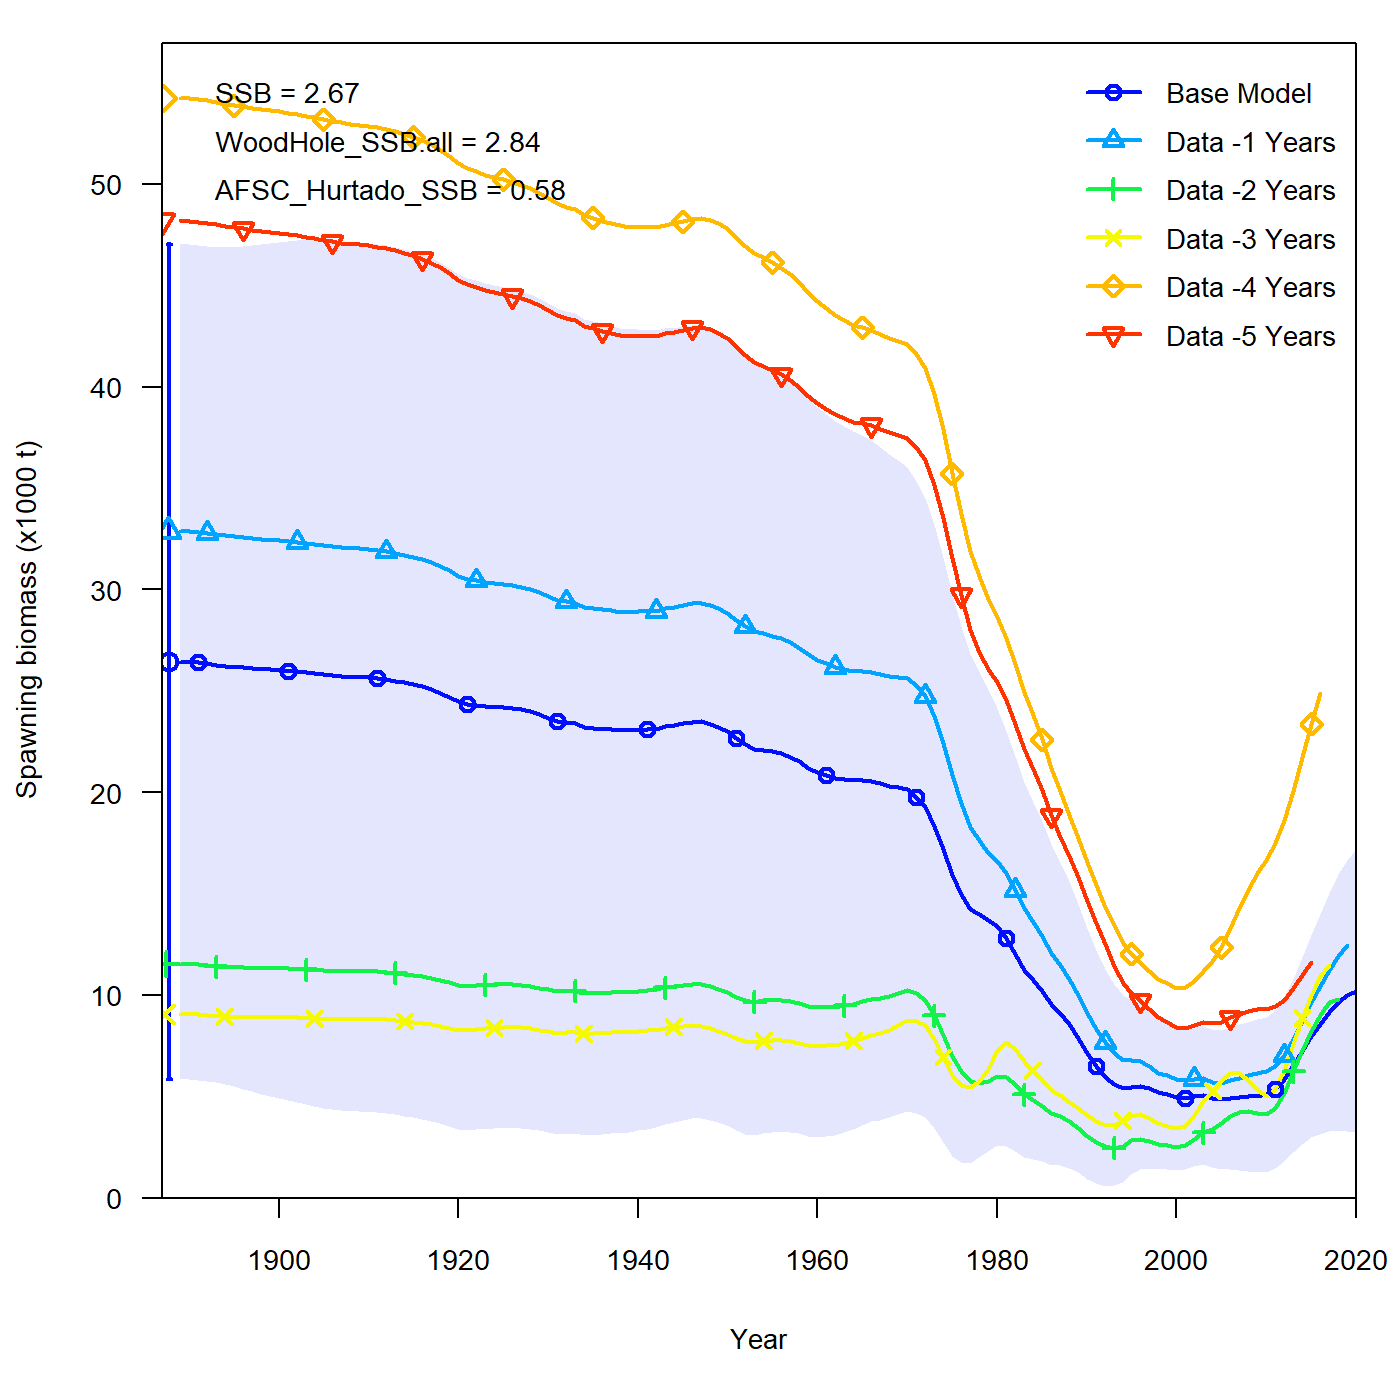 SSB = 2.67
WoodHole_SSB.all = 2.84
AFSC_Hurtado_SSB = 0.58
Base Model
Data -1 Years
Data -2 Years
Data -3 Years
Data -4 Years
Data -5 Years
Spawning biomass (x1000 t)
50
40
30
20
10
0
1900 1920 1940 1960 1980 2000 2020
Year